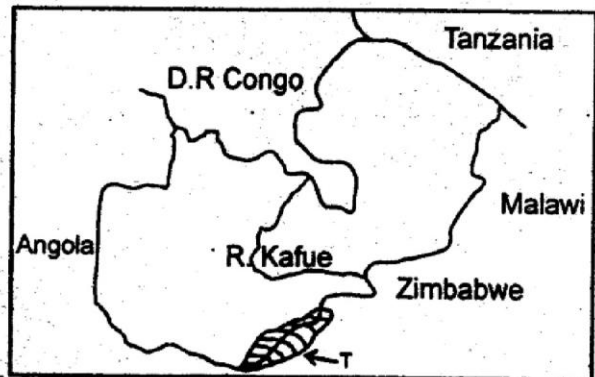 Tanzania
D.R Congo
Malawi
Angola
R. Kafue
Zimbabwe
T